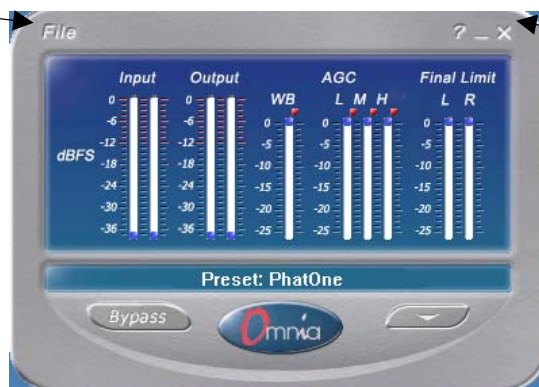 File ? _ X
Input Output AGC Final Limit
WB L M H L R
dBFS
0 0 0 0 0
-6 -6 -5 -5 -5
-12 -12 -10 -10 -10
-18 -18 -15 -15 -15
-24 -24 -20 -20 -20
-30 -30 -25 -25 -25
-36 -36
Preset: PhatOne
Bypass Omnia